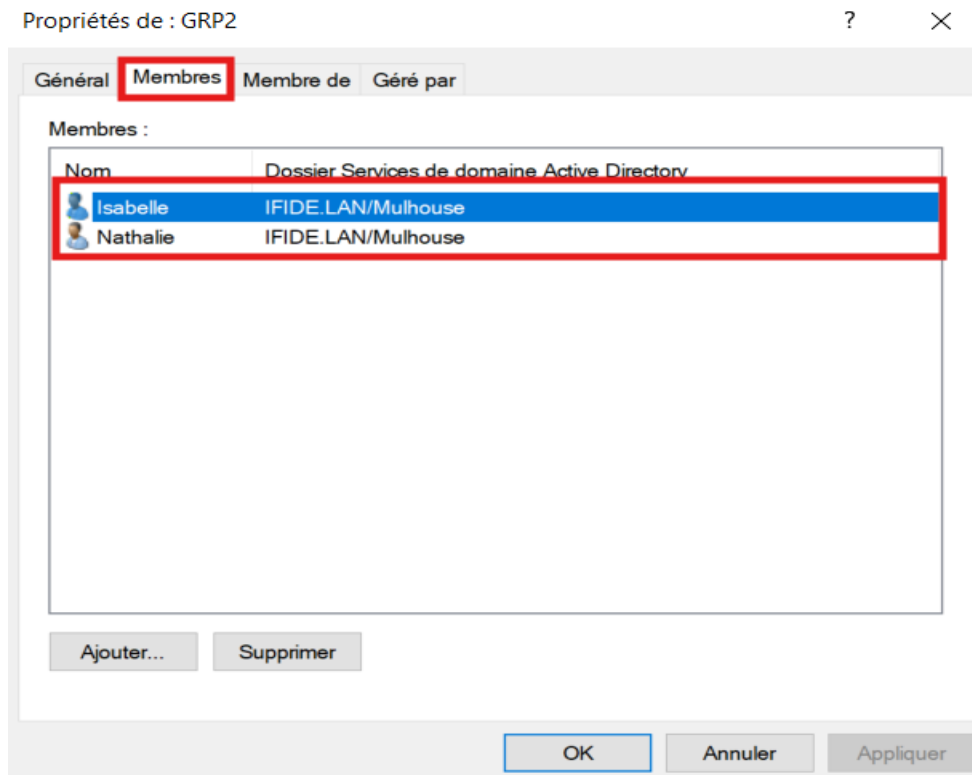 Propriétés de : GRP2 ? ×
Général Membres Membre de Géré par
Membres :
Nom Dossier Services de domaine Active Directory
Isabelle IFIDE.LAN/Mulhouse
Nathalie IFIDE.LAN/Mulhouse
Ajouter... Supprimer
OK Annuler Appliquer